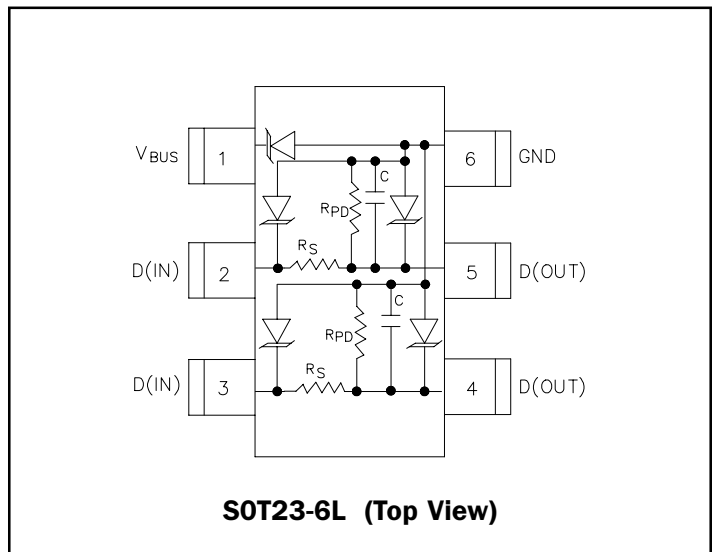 VBUS 1 6 GND
C
RPD
RS
D(IN) 2 5 D(OUT)
C
RPD
RS
D(IN) 3 4 D(OUT)
SOT23-6L (Top View)